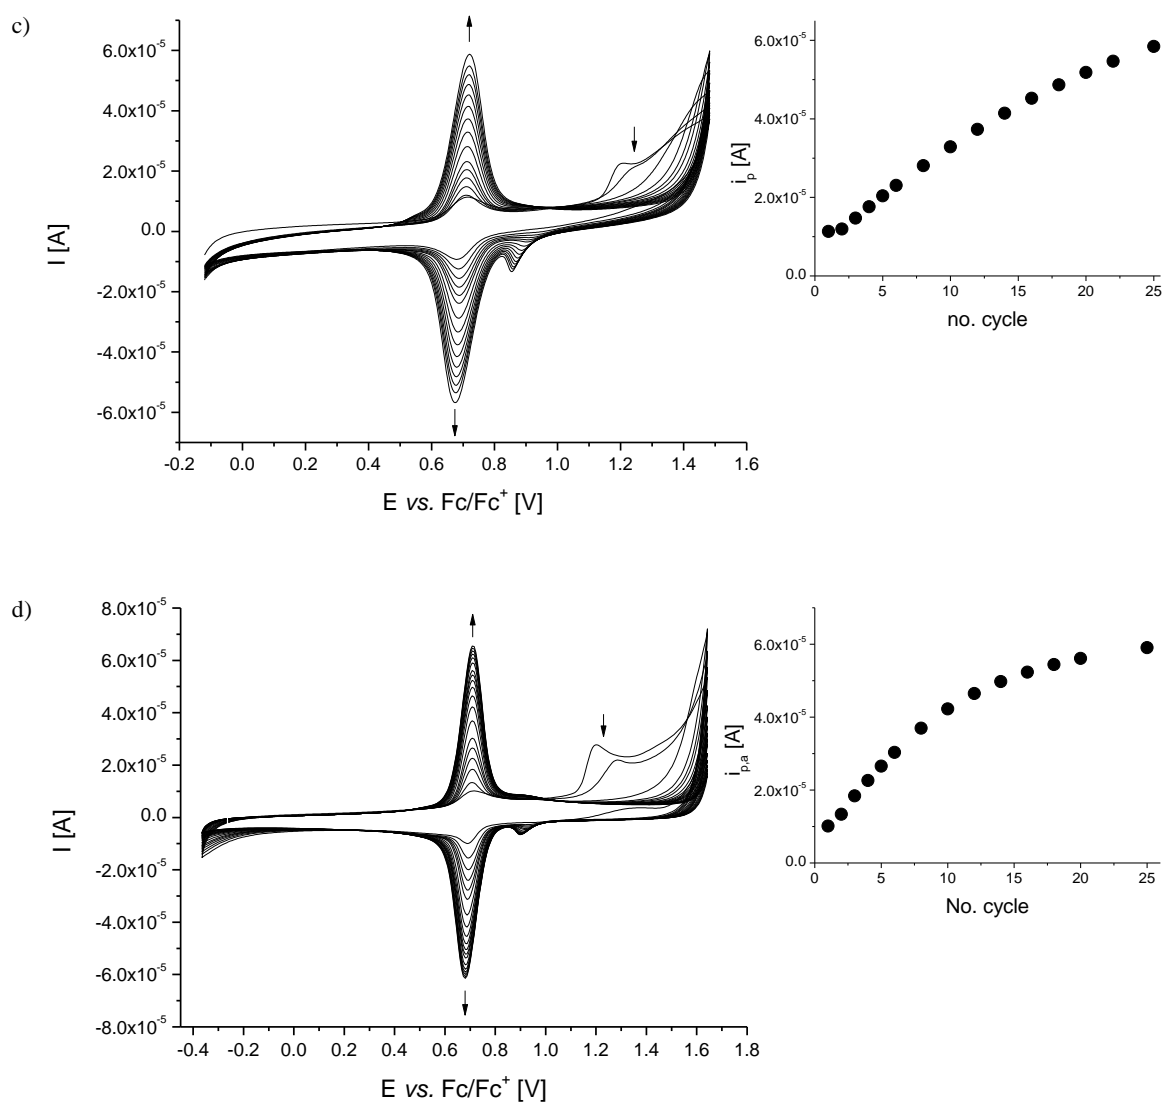 c)
6.0x10⁻⁵
4.0x10⁻⁵
2.0x10⁻⁵
0.0
-2.0x10⁻⁵
-4.0x10⁻⁵
-6.0x10⁻⁵
I [A]
-0.2 0.0 0.2 0.4 0.6 0.8 1.0 1.2 1.4 1.6
E vs. Fc/Fc⁺ [V]
6.0x10⁻⁵
4.0x10⁻⁵
2.0x10⁻⁵
0.0
iₚ [A]
0 5 10 15 20 25
no. cycle
d)
8.0x10⁻⁵
6.0x10⁻⁵
4.0x10⁻⁵
2.0x10⁻⁵
0.0
-2.0x10⁻⁵
-4.0x10⁻⁵
-6.0x10⁻⁵
-8.0x10⁻⁵
I [A]
-0.4 -0.2 0.0 0.2 0.4 0.6 0.8 1.0 1.2 1.4 1.6 1.8
E vs. Fc/Fc⁺ [V]
6.0x10⁻⁵
4.0x10⁻⁵
2.0x10⁻⁵
0.0
i_p,a [A]
0 5 10 15 20 25
No. cycle